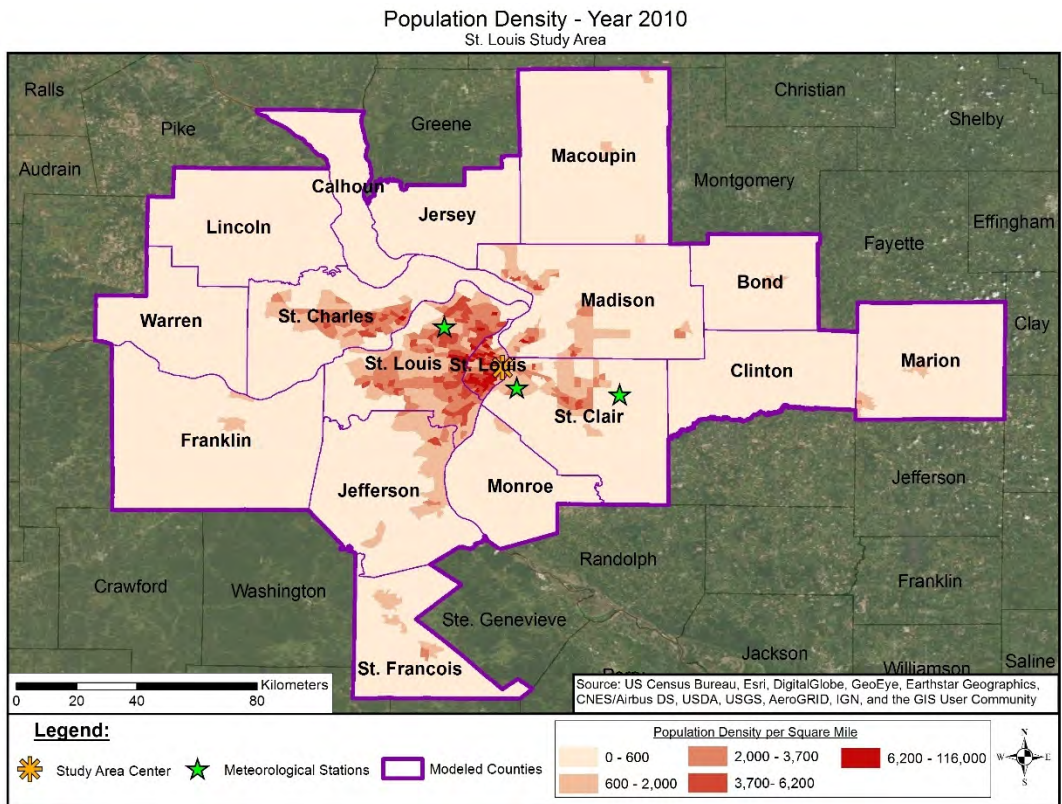 Population Density - Year 2010
St. Louis Study Area
Ralls
Pike
Greene
Christian
Shelby
Audrain
Macoupin
Montgomery
Calhoun
Jersey
Effingham
Lincoln
Fayette
Bond
Madison
Warren
St. Charles
Clay
St. Louis
St. Louis
Marion
Clinton
St. Clair
Franklin
Jefferson
Monroe
Jefferson
Randolph
Crawford
Washington
Franklin
Ste. Genevieve
St. Francois
Jackson
Williamson
Saline
Kilometers
0 20 40 80
Source: US Census Bureau, Esri, DigitalGlobe, GeoEye, Earthstar Geographics,
CNES/Airbus DS, USDA, USGS, AeroGRID, IGN, and the GIS User Community
Legend:
Study Area Center
Meteorological Stations
Modeled Counties
Population Density per Square Mile
0 - 600
2,000 - 3,700
6,200 - 116,000
600 - 2,000
3,700- 6,200
N
W E
S